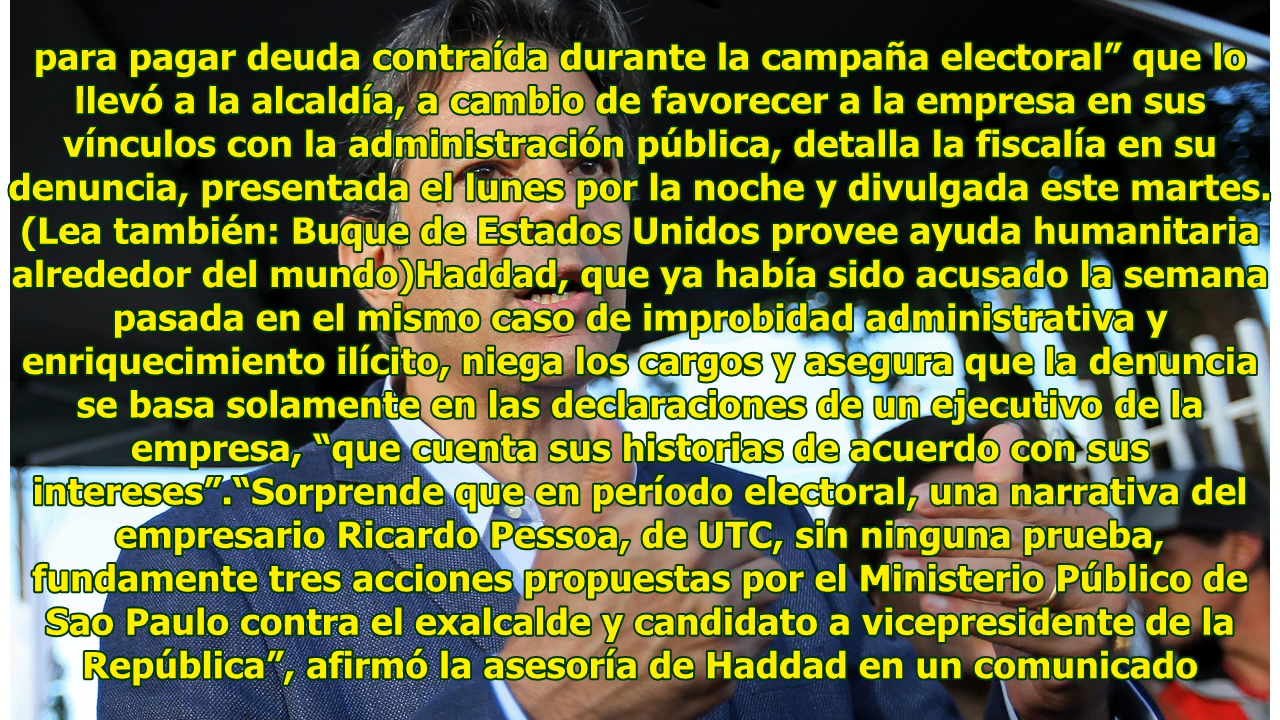 para pagar deuda contraída durante la campaña electoral” que lo
llevó a la alcaldía, a cambio de favorecer a la empresa en sus
vínculos con la administración pública, detalla la fiscalía en su
denuncia, presentada el lunes por la noche y divulgada este martes.
(Lea también: Buque de Estados Unidos provee ayuda humanitaria
alrededor del mundo)Haddad, que ya había sido acusado la semana
pasada en el mismo caso de improbidad administrativa y
enriquecimiento ilícito, niega los cargos y asegura que la denuncia
se basa solamente en las declaraciones de un ejecutivo de la
empresa, “que cuenta sus historias de acuerdo con sus
intereses”.“Sorprende que en período electoral, una narrativa del
empresario Ricardo Pessoa, de UTC, sin ninguna prueba,
fundamente tres acciones propuestas por el Ministerio Público de
Sao Paulo contra el exalcalde y candidato a vicepresidente de la
República”, afirmó la asesoría de Haddad en un comunicado